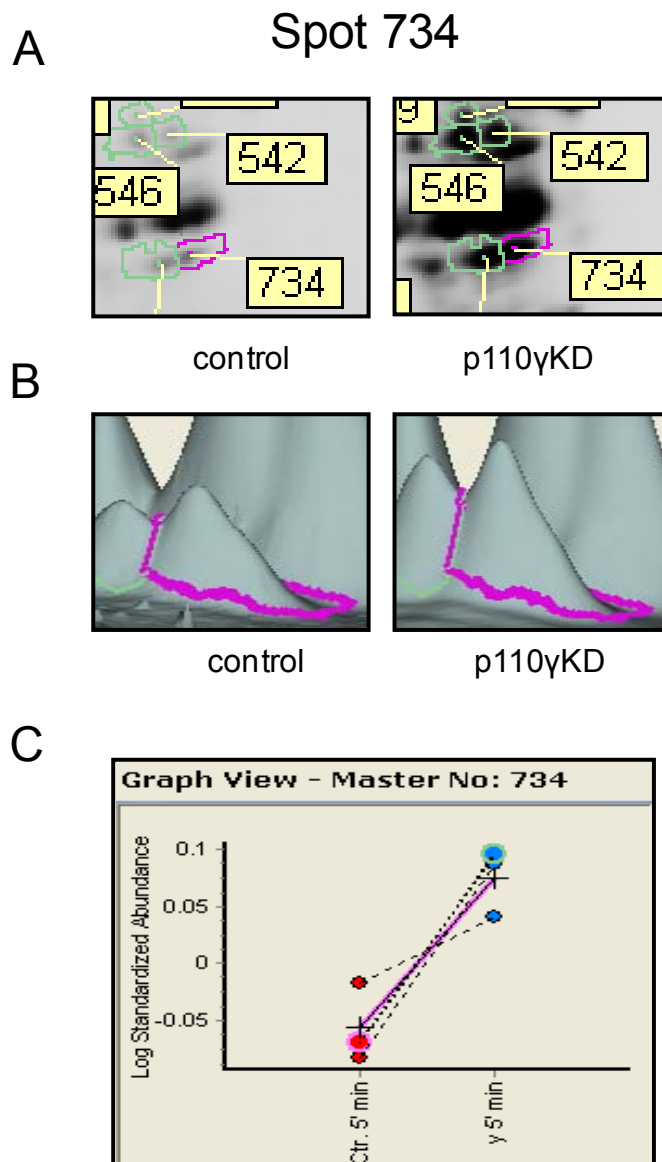 Spot 734
A
542
546
734
9
542
546
734
control
p110γKD
B
control
p110γKD
C
Graph View - Master No: 734
Log Standardized Abundance
0.1
0.05
0
-0.05
Ctr. 5' min
γ 5' min